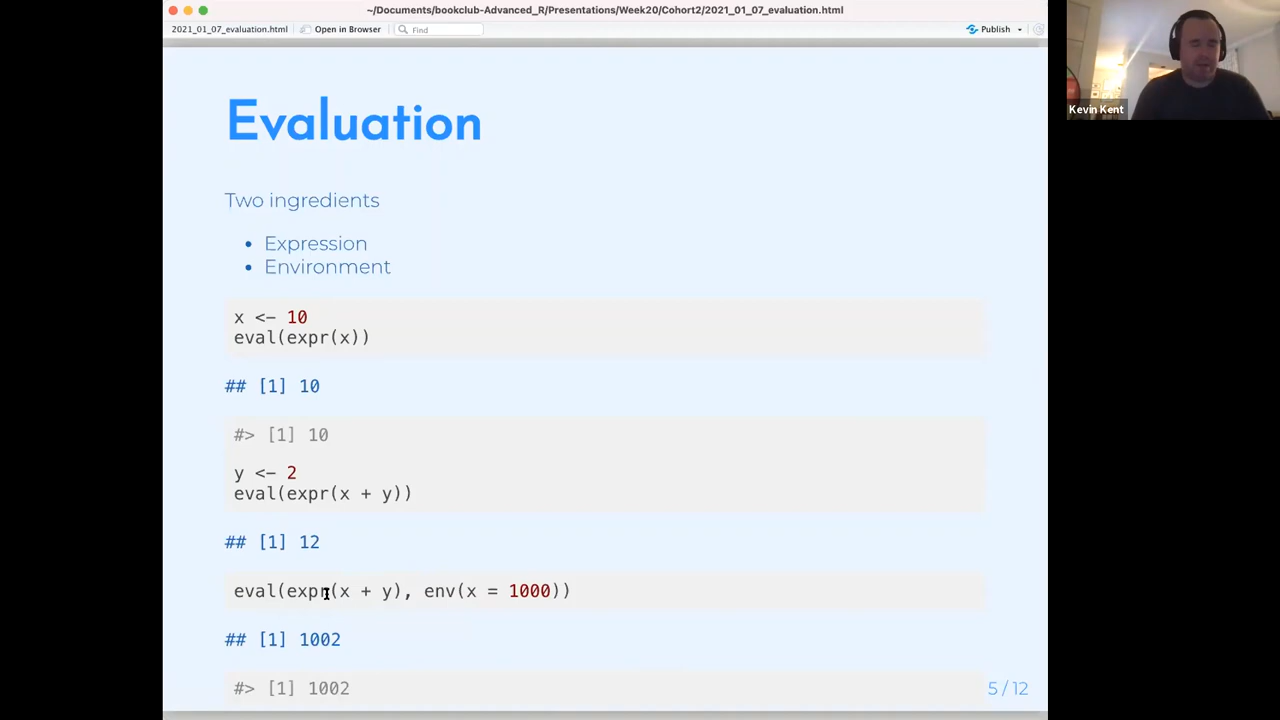 ~/Documents/bookclub-Advanced_R/Presentations/Week20/Cohort2/2021_01_07_evaluation.html
2021_01_07_evaluation.html Open in Browser Find Publish
Kevin Kent
Evaluation
Two ingredients
• Expression
• Environment
x <- 10
eval(expr(x))
## [1] 10
#> [1] 10
y <- 2
eval(expr(x + y))
## [1] 12
eval(expr(x + y), env(x = 1000))
## [1] 1002
#> [1] 1002
5 / 12